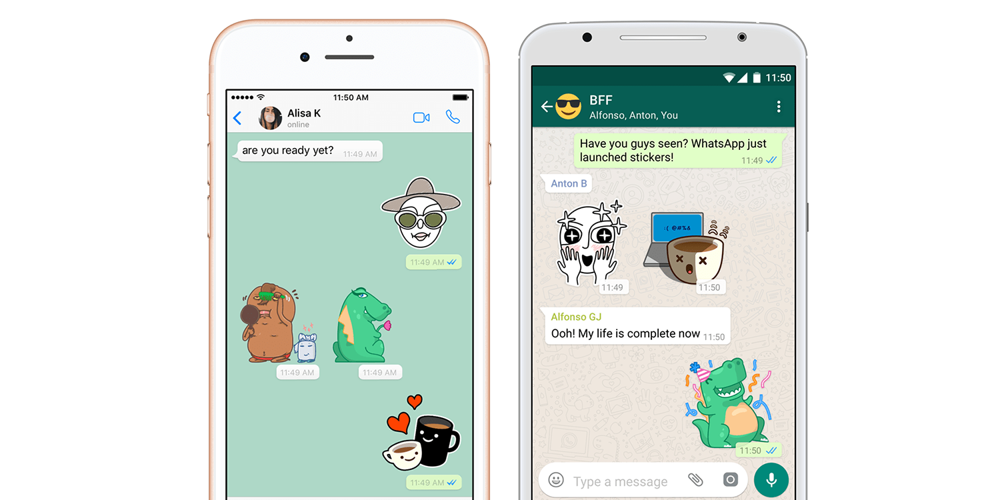 11:50 AM
Alisa K
online
are you ready yet? 11:49 AM
11:49 AM
11:49 AM
11:49 AM
11:49 AM
11:50
BFF
Alfonso, Anton, You
Have you guys seen? WhatsApp just
launched stickers! 11:49
Anton B
:( @#%&
11:49
11:50
Alfonso GJ
Ooh! My life is complete now 11:50
11:50
Type a message